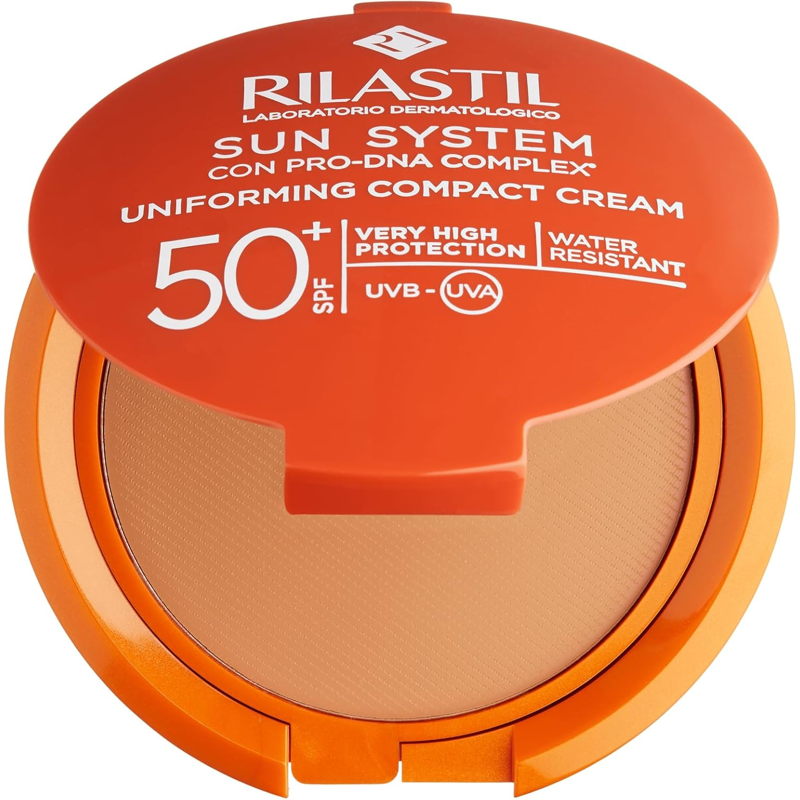 RILASTIL
LABORATORIO DERMATOLOGICO
SUN SYSTEM
CON PRO-DNA COMPLEX®
UNIFORMING COMPACT CREAM
50+
SPF
VERY HIGH
PROTECTION
WATER
RESISTANT
UVB - UVA